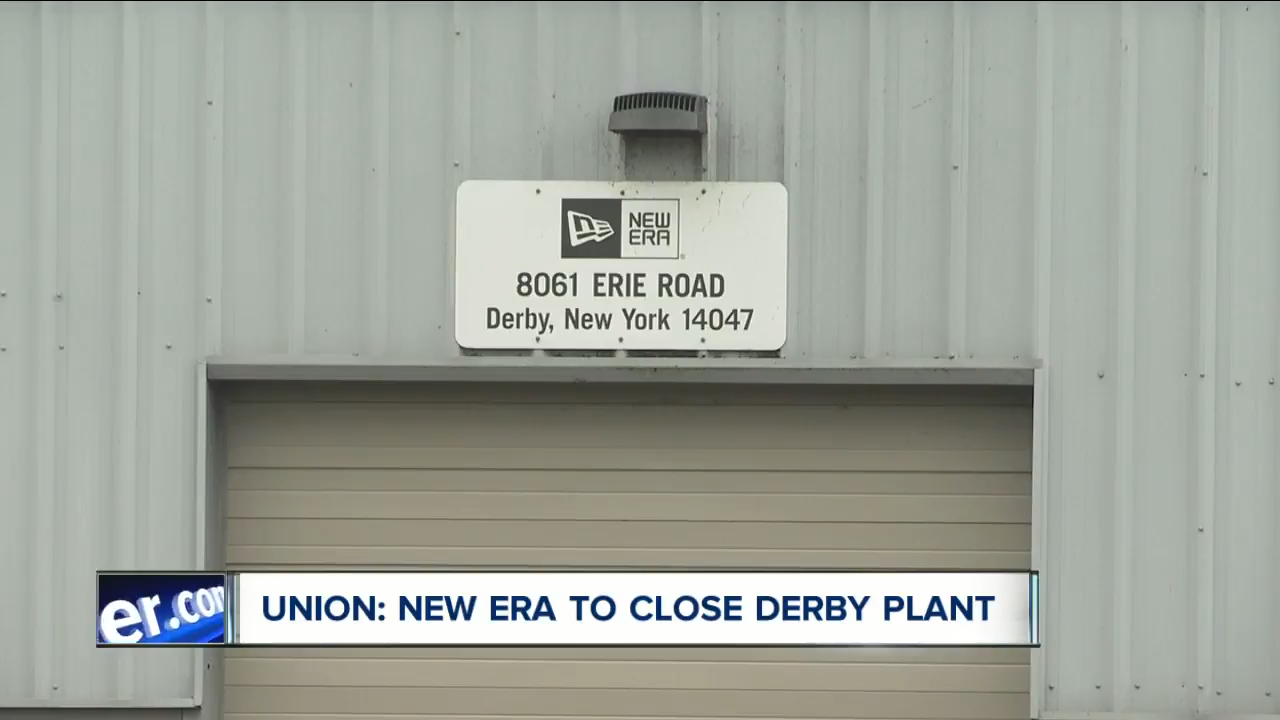 NEW
ERA
8061 ERIE ROAD
Derby, New York 14047
er.com
UNION: NEW ERA TO CLOSE DERBY PLANT